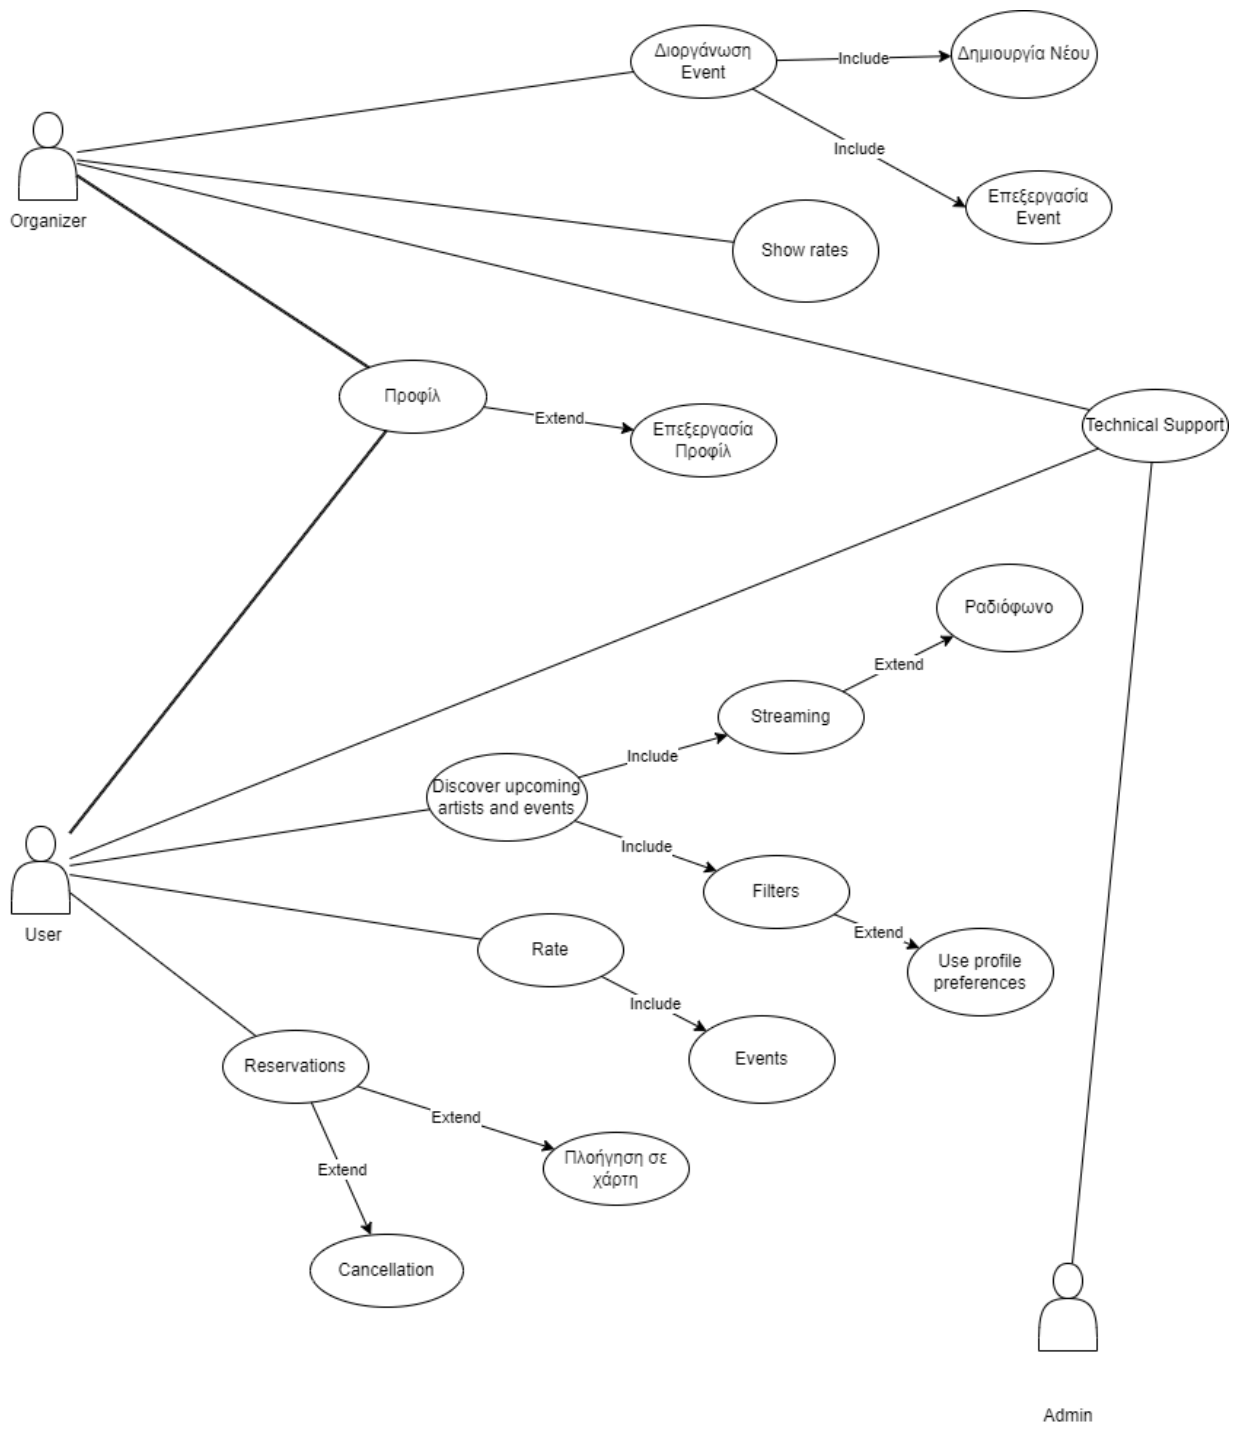 Διοργάνωση
Event
Include
Δημιουργία Νέου
Include
Επεξεργασία
Event
Organizer
Show rates
Προφίλ
Extend
Επεξεργασία
Προφίλ
Technical Support
Ραδιόφωνο
Extend
Streaming
Include
Discover upcoming
artists and events
Include
Filters
Extend
Use profile
preferences
User
Rate
Include
Events
Reservations
Extend
Πλοήγηση σε
χάρτη
Extend
Cancellation
Admin